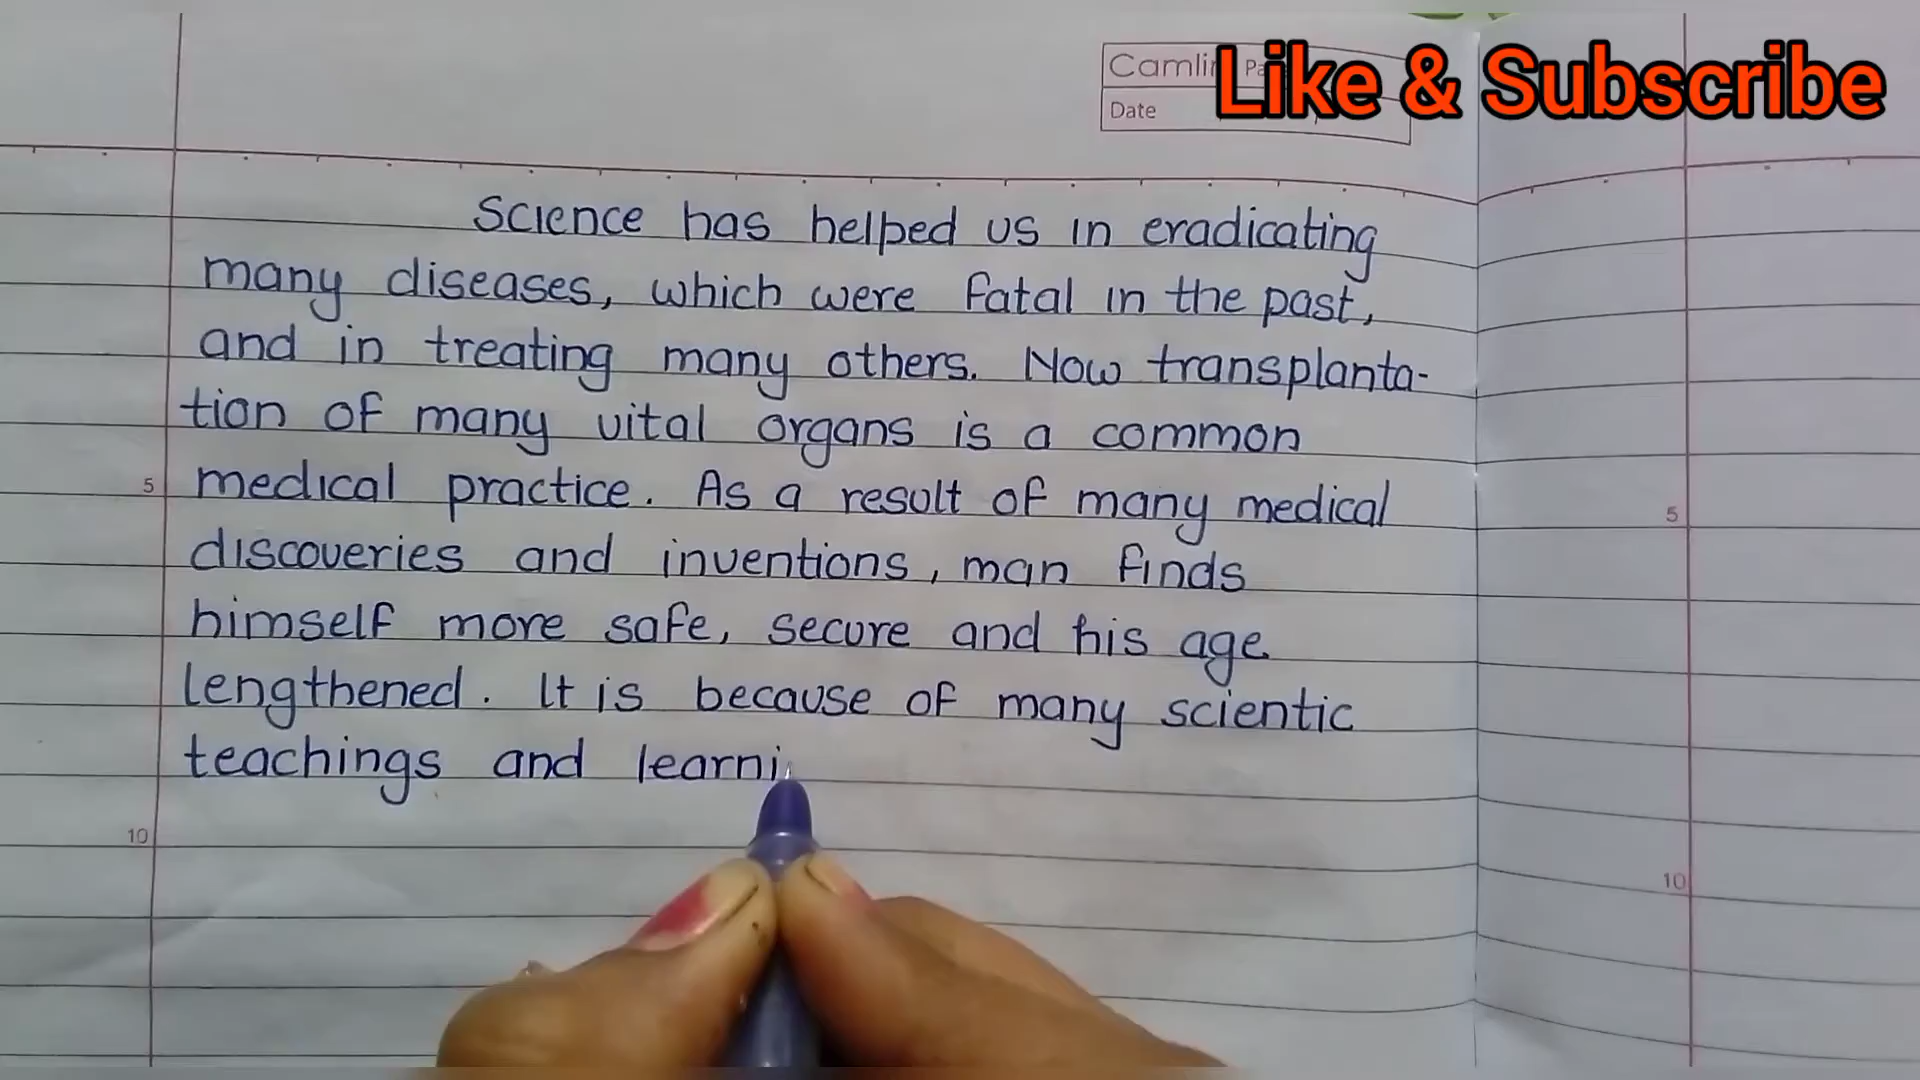 Like & Subscribe
Camlin
Date
Science has helped us in eradicating
many diseases, which were fatal in the past,
and in treating many others. Now transplanta-
tion of many vital organs is a common
5 medical practice. As a result of many medical
discoveries and inventions, man finds
himself more safe, secure and his age
lengthened. It is because of many scientic
teachings and learni
10
5
10